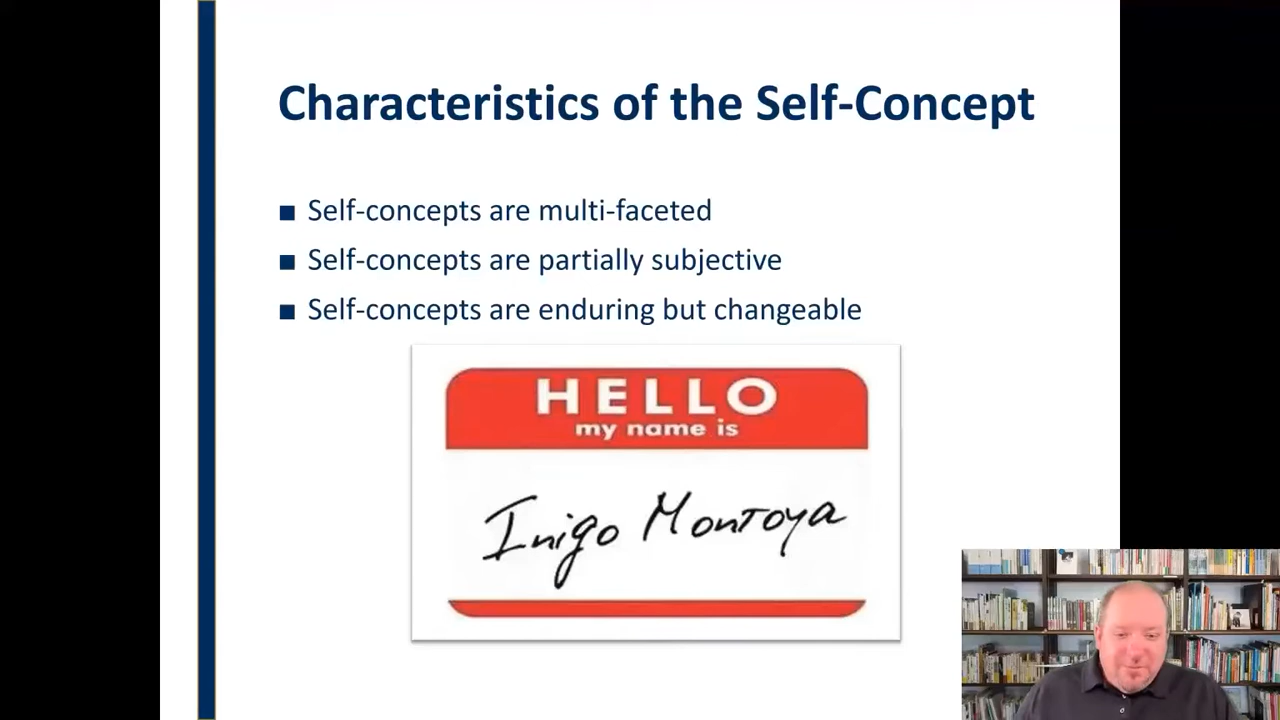 Characteristics of the Self-Concept
Self-concepts are multi-faceted
Self-concepts are partially subjective
Self-concepts are enduring but changeable
HELLO
my name is
Inigo Montoya